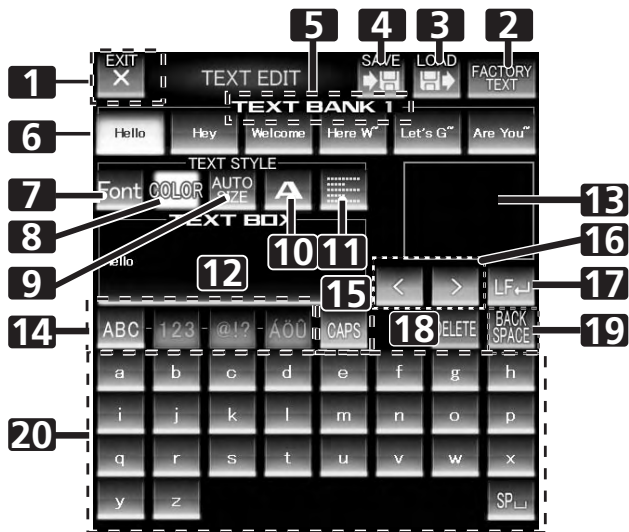 5 4 3 2
EXIT SAVE LOAD
1 × TEXT EDIT FACTORY TEXT
TEXT BANK 1
6 Hello Hey Welcome Here W~ Let's G~ Are You~
TEXT STYLE
7 Font COLOR AUTO SIZE A 13
8 TEXT BOX 10 11 16
9 Hello 12
15 < > LF↵ 17
14 ABC - 123 - @!? - ÄÖÛ CAPS 18 DELETE BACK SPACE 19
a b c d e f g h
i j k l m n o p
20
q r s t u v w x
y z SP␣